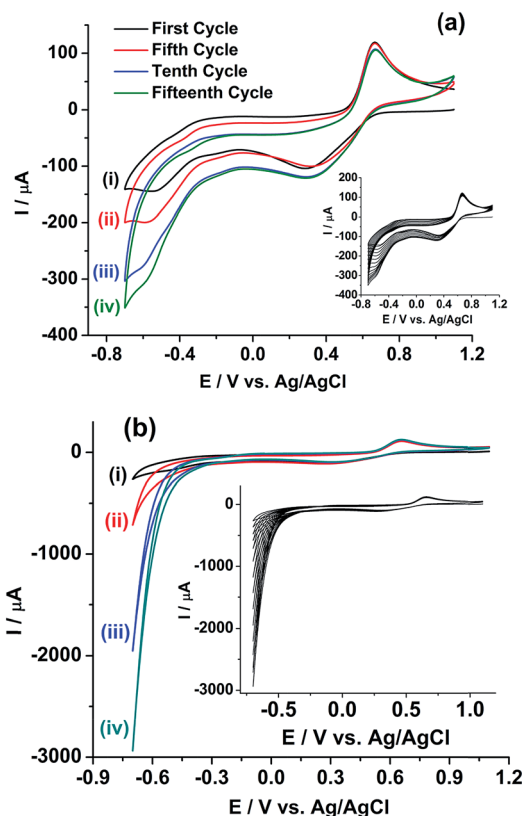 (a)
First Cycle
Fifth Cycle
Tenth Cycle
Fifteenth Cycle
100
0
-100
-200
-300
-400
I / μA
(i)
(ii)
(iii)
(iv)
-0.8 -0.4 0.0 0.4 0.8 1.2
E / V vs. Ag/AgCl
200
100
0
-100
-200
-300
-400
I / μA
-0.8 -0.4 0.0 0.4 0.8 1.2
E / V vs. Ag/AgCl
(b)
0
-1000
-2000
-3000
I / μA
(i)
(ii)
(iii)
(iv)
-0.9 -0.6 -0.3 0.0 0.3 0.6 0.9 1.2
E / V vs. Ag/AgCl
0
-1000
-2000
-3000
I / μA
-0.5 0.0 0.5 1.0
E / V vs. Ag/AgCl